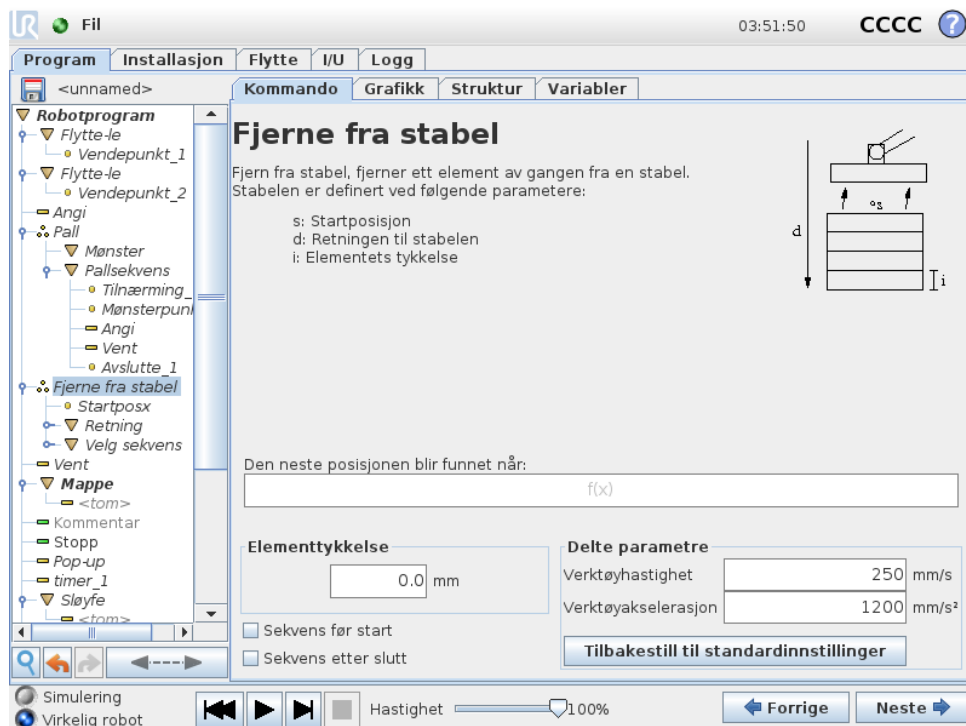 UR Fil 03:51:50 CCCC ?
Program Installasjon Flytte I/U Logg
<unnamed>
Kommando Grafikk Struktur Variabler
Robotprogram
Flytte-le
Vendepunkt_1
Flytte-le
Vendepunkt_2
Angi
Pall
Mønster
Pallsekvens
Tilnærming_
Mønsterpunk
Angi
Vent
Avslutte_1
Fjerne fra stabel
Startposx
Retning
Velg sekvens
Vent
Mappe
<tom>
Kommentar
Stopp
Pop-up
timer_1
Sløyfe
<tom>
Fjerne fra stabel
Fjern fra stabel, fjerner ett element av gangen fra en stabel.
Stabelen er definert ved følgende parametere:
s: Startposisjon
d: Retningen til stabelen
i: Elementets tykkelse
s
d
i
Den neste posisjonen blir funnet når:
f(x)
Elementtykkelse
0.0 mm
Sekvens før start
Sekvens etter slutt
Delte parametre
Verktøyhastighet 250 mm/s
Verktøyakselerasjon 1200 mm/s²
Tilbakestill til standardinnstillinger
Simulering
Virkelig robot
Hastighet 100%
Forrige Neste